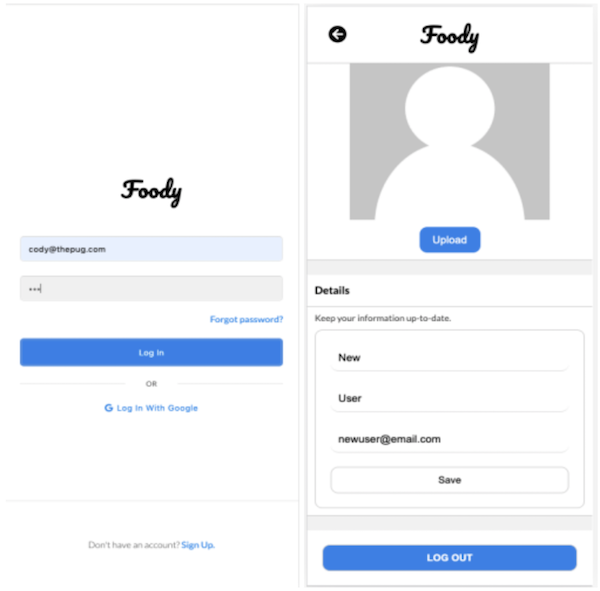 Foody
cody@thepug.com
•••
Forgot password?
Log In
OR
G Log In With Google
Don't have an account? Sign Up.
Foody
Upload
Details
Keep your information up-to-date.
New
User
newuser@email.com
Save
LOG OUT